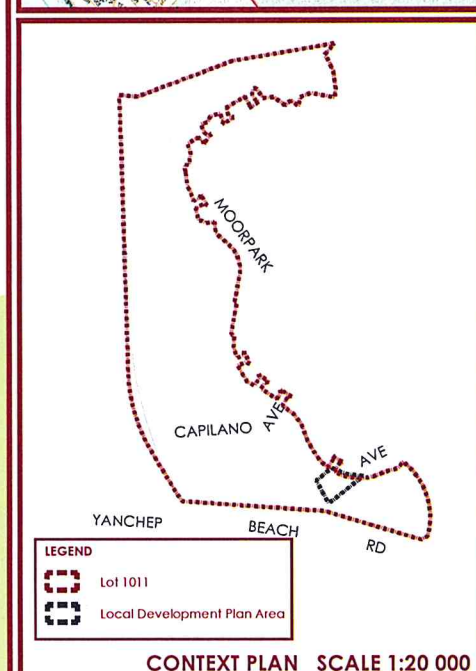 MOORPARK
CAPILANO AVE
AVE
YANCHEP BEACH RD
LEGEND
Lot 1011
Local Development Plan Area
CONTEXT PLAN SCALE 1:20 000